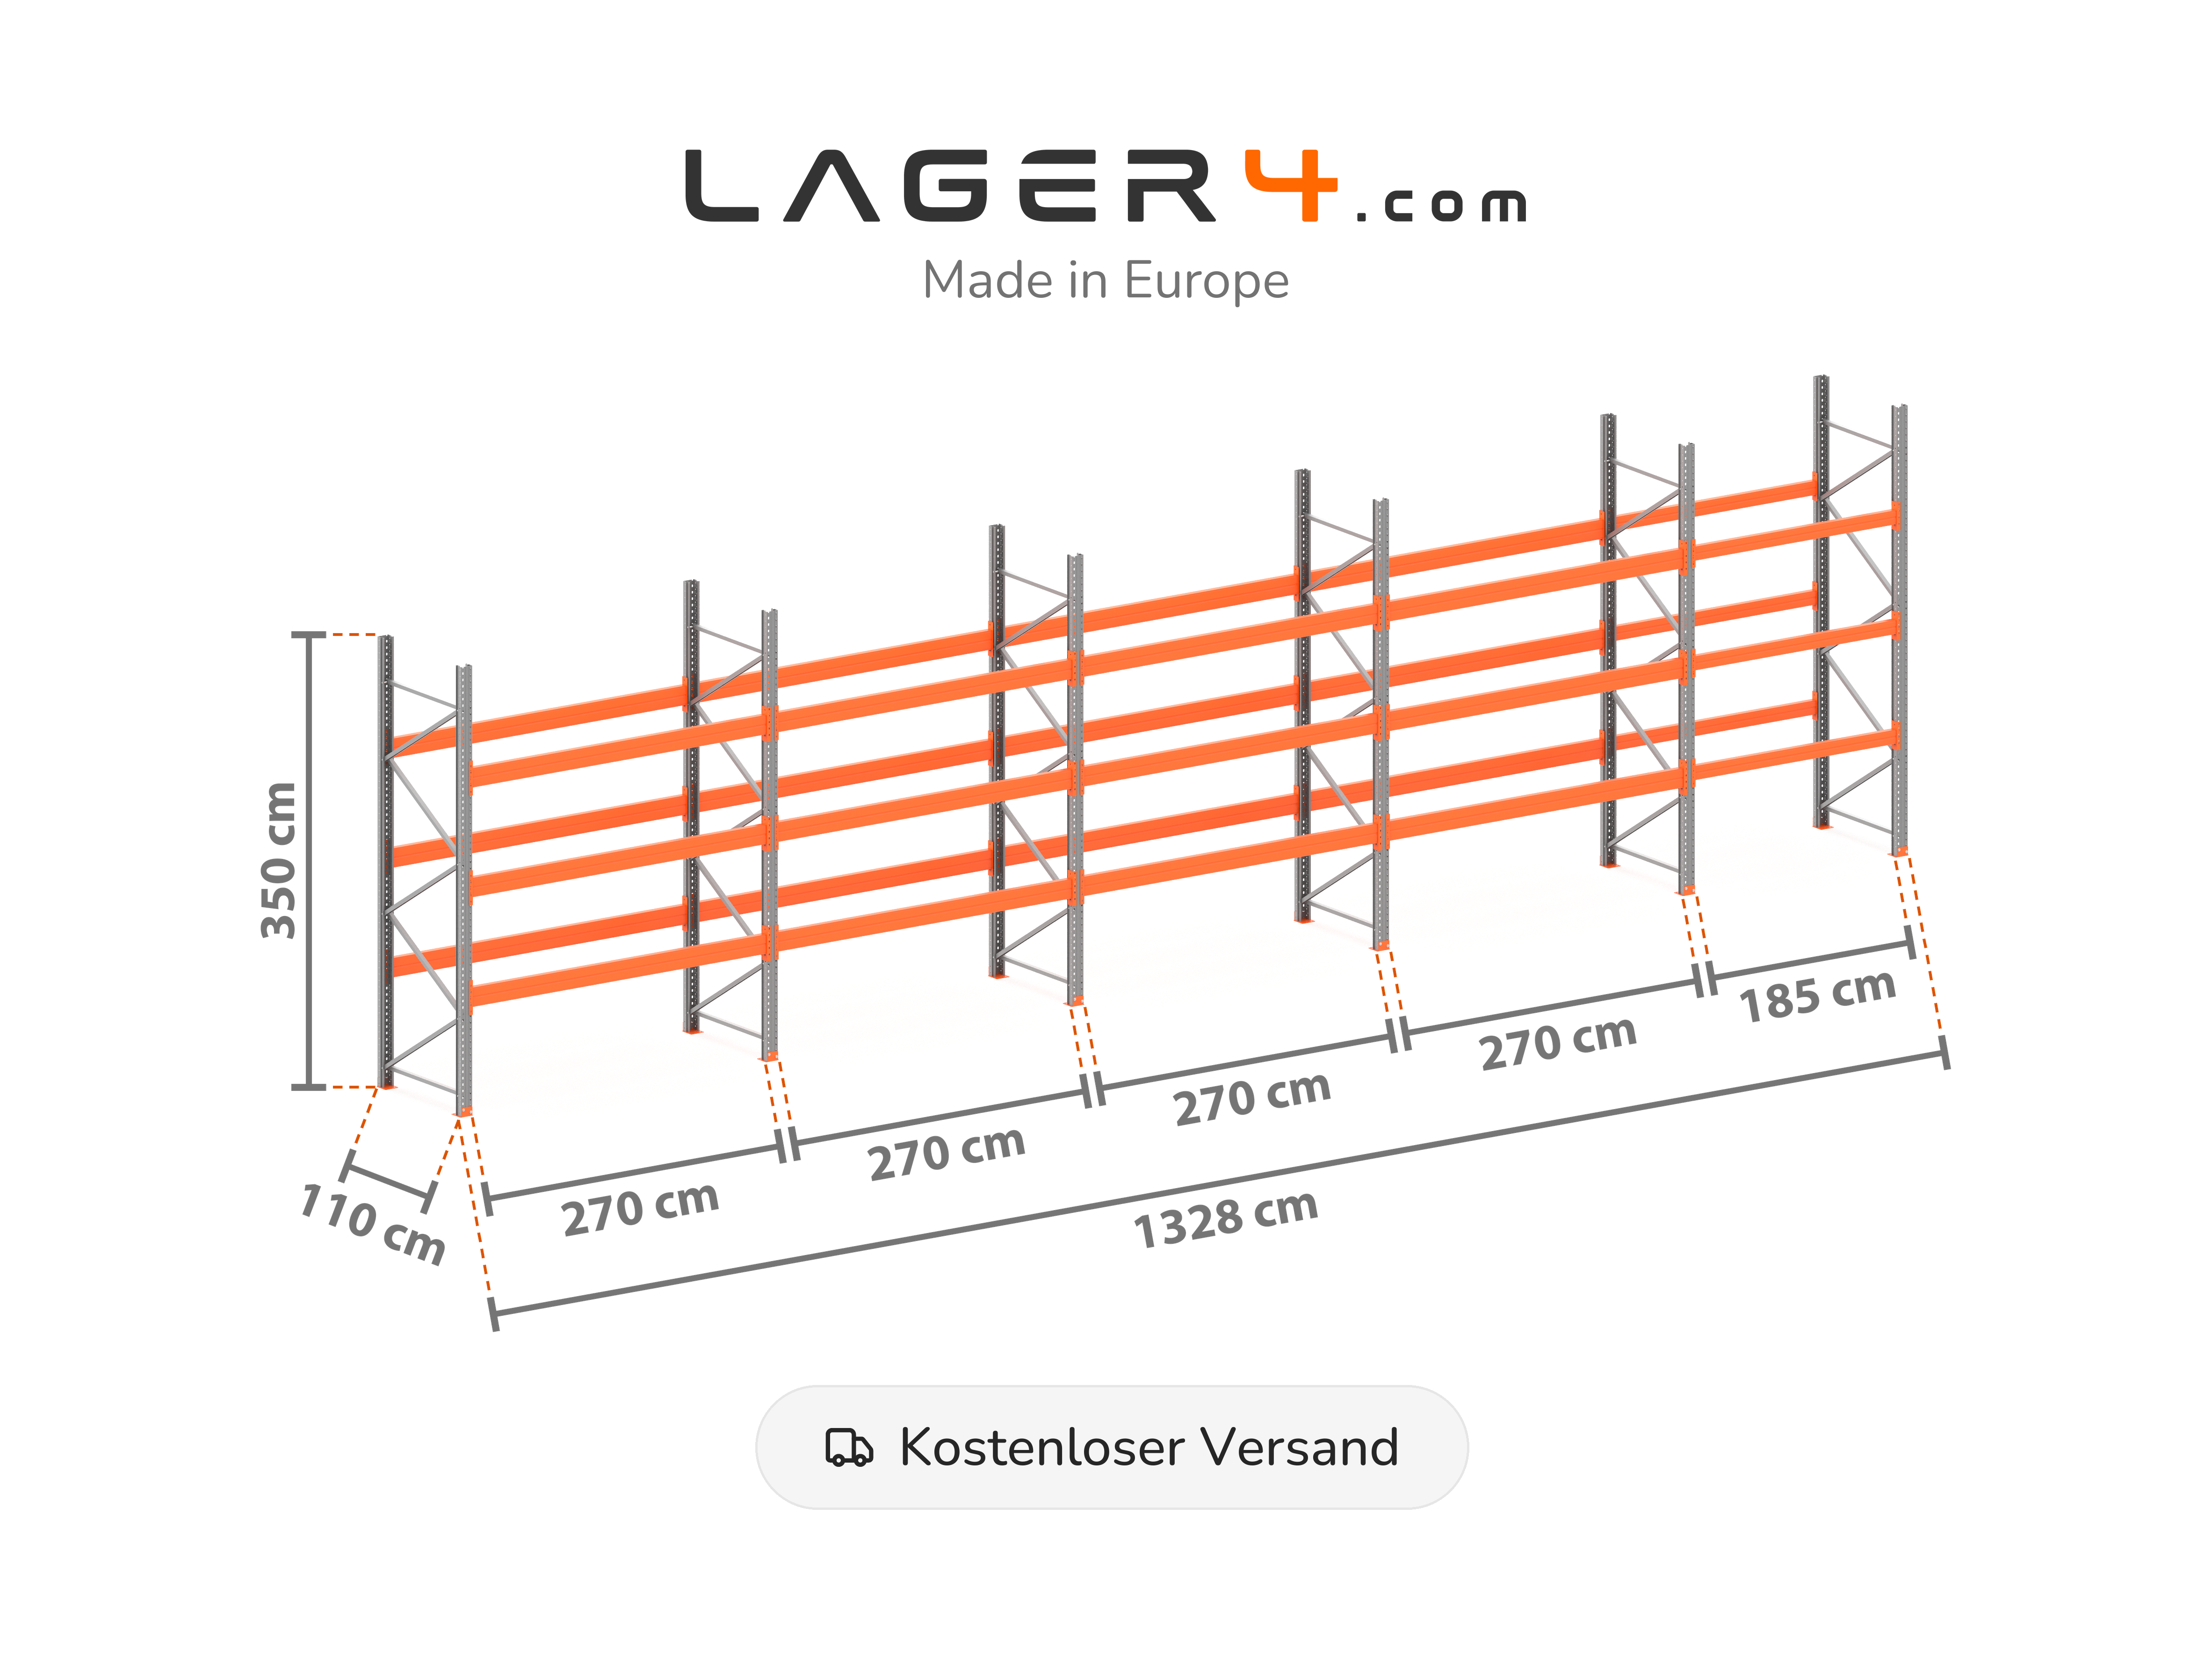 LAGER4.com
Made in Europe
350 cm
110 cm
270 cm
270 cm
270 cm
270 cm
185 cm
1328 cm
Kostenloser Versand